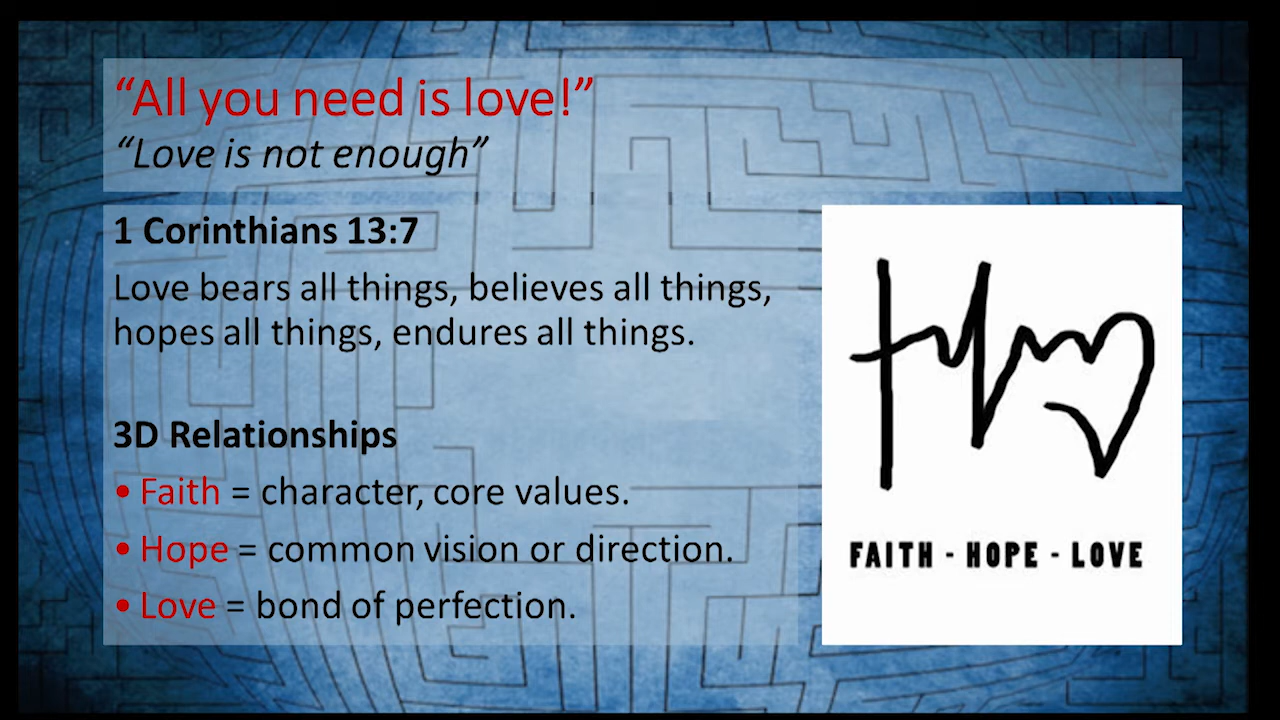 “All you need is love!”
“Love is not enough”
1 Corinthians 13:7
Love bears all things, believes all things,
hopes all things, endures all things.
3D Relationships
• Faith = character, core values.
• Hope = common vision or direction.
• Love = bond of perfection.
FAITH - HOPE - LOVE